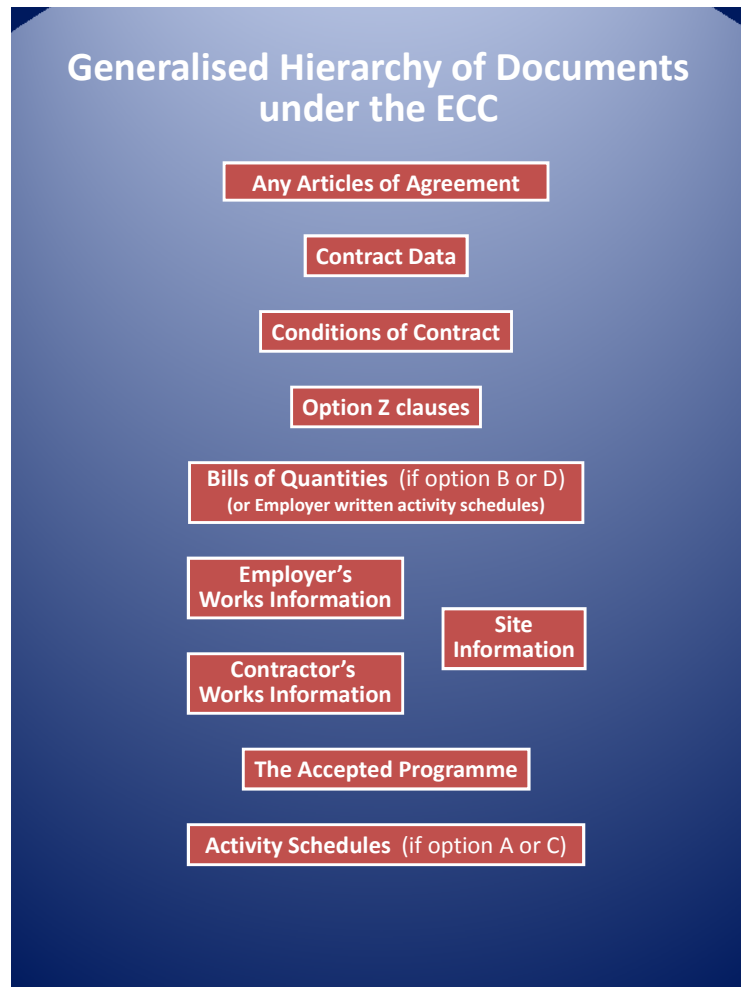 Generalised Hierarchy of Documents
under the ECC
Any Articles of Agreement
Contract Data
Conditions of Contract
Option Z clauses
Bills of Quantities (if option B or D)
(or Employer written activity schedules)
Employer’s
Works Information
Site
Information
Contractor’s
Works Information
The Accepted Programme
Activity Schedules (if option A or C)